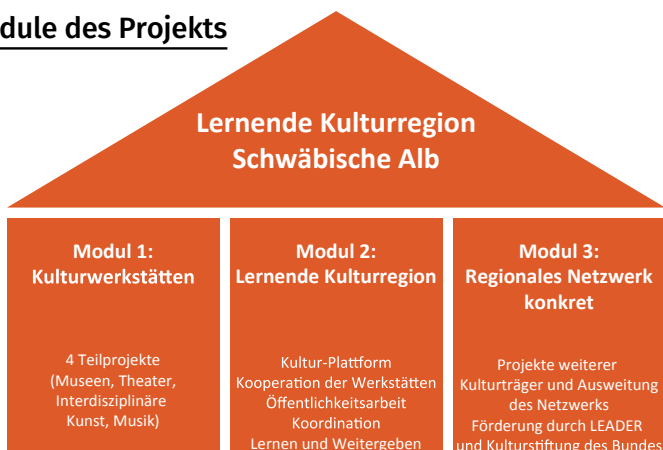 dule des Projekts
Lernende Kulturregion
Schwäbische Alb
Modul 1:
Kulturwerkstätten
4 Teilprojekte
(Museen, Theater,
Interdisziplinäre
Kunst, Musik)
Modul 2:
Lernende Kulturregion
Kultur-Plattform
Kooperation der Werkstätten
Öffentlichkeitsarbeit
Koordination
Lernen und Weitergeben
Modul 3:
Regionales Netzwerk
konkret
Projekte weiterer
Kulturträger und Ausweitung
des Netzwerks
Förderung durch LEADER
und Kulturstiftung des Bundes